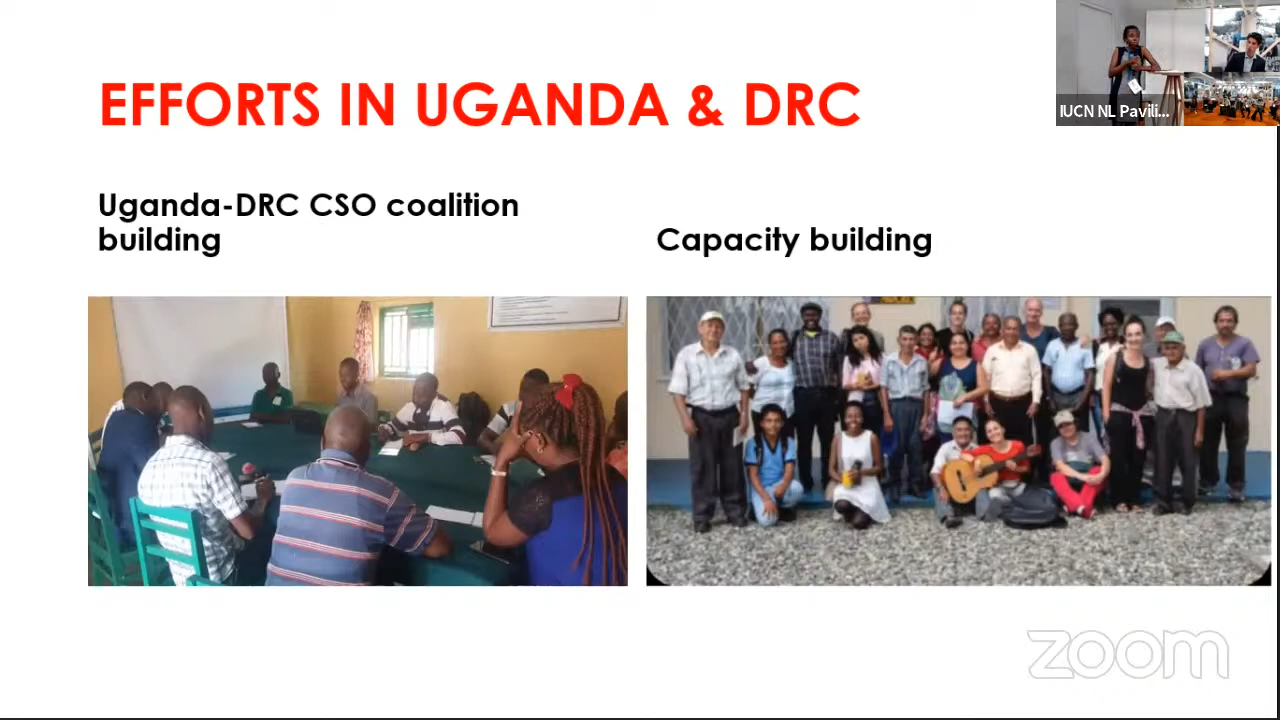 EFFORTS IN UGANDA & DRC
IUCN NL Pavili...
Uganda-DRC CSO coalition
building
Capacity building
zoom